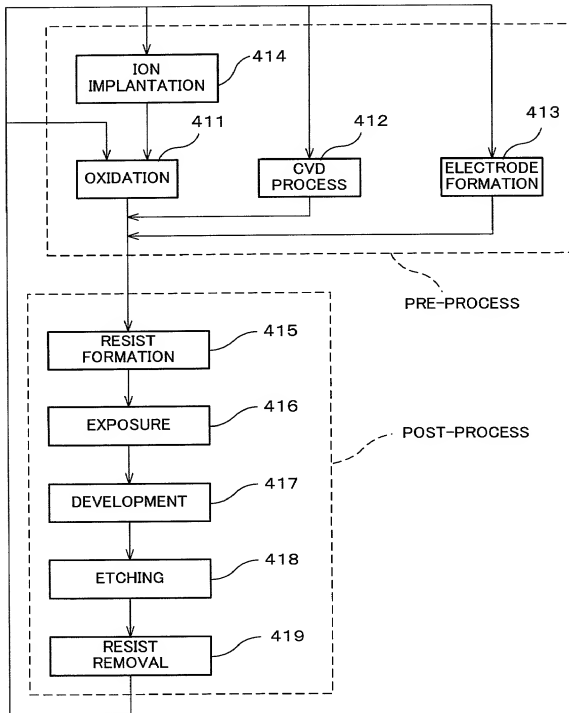 ION
IMPLANTATION
414
411
412
413
OXIDATION
CVD
PROCESS
ELECTRODE
FORMATION
PRE-PROCESS
RESIST
FORMATION
415
EXPOSURE
416
POST-PROCESS
DEVELOPMENT
417
ETCHING
418
RESIST
REMOVAL
419